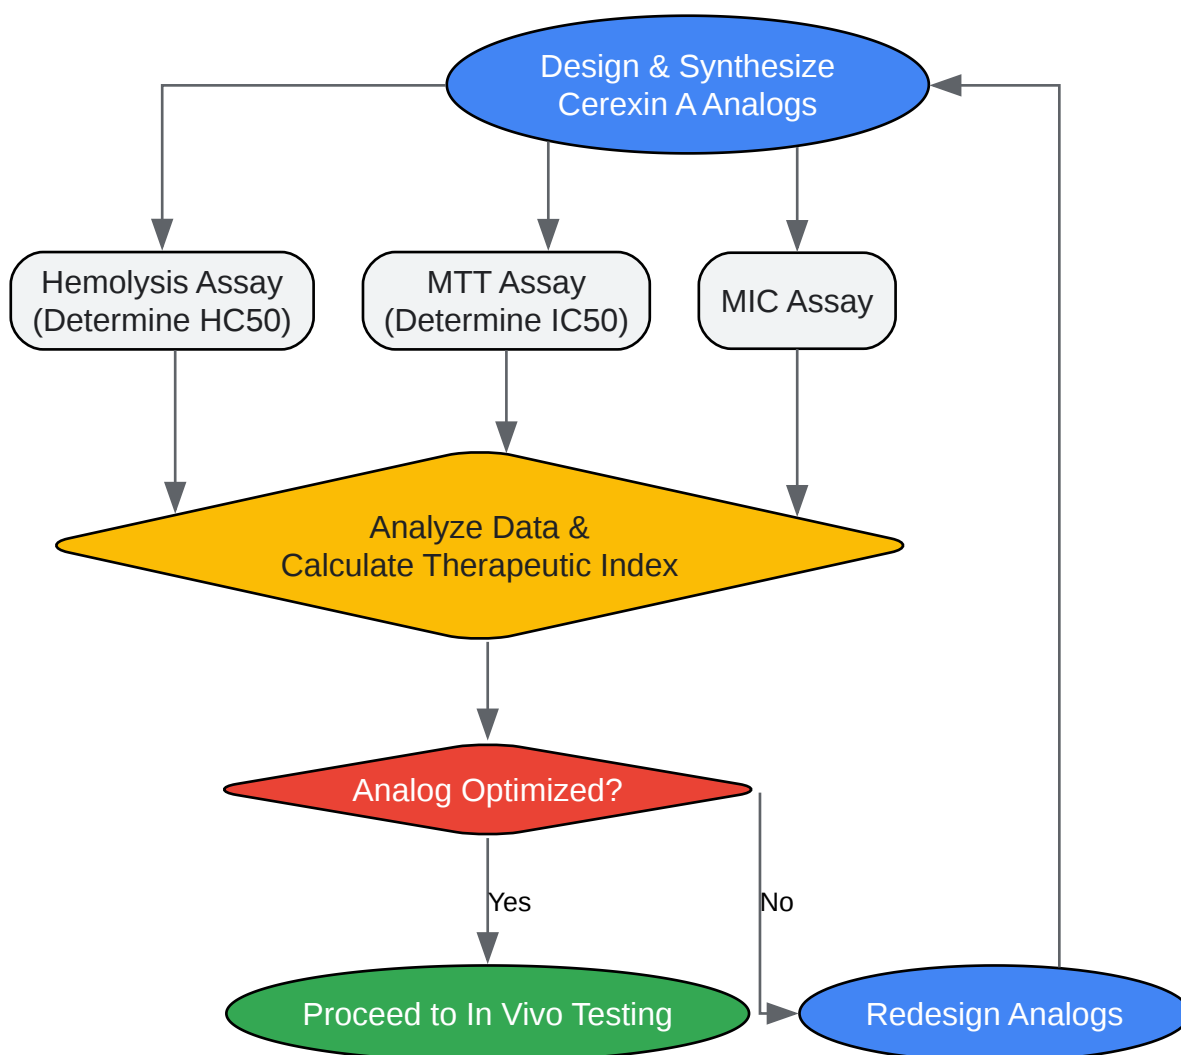 Design & Synthesize
Cerexin A Analogs
Hemolysis Assay
(Determine HC50)
MTT Assay
(Determine IC50)
MIC Assay
Analyze Data &
Calculate Therapeutic Index
Analog Optimized?
Yes
No
Proceed to In Vivo Testing
Redesign Analogs